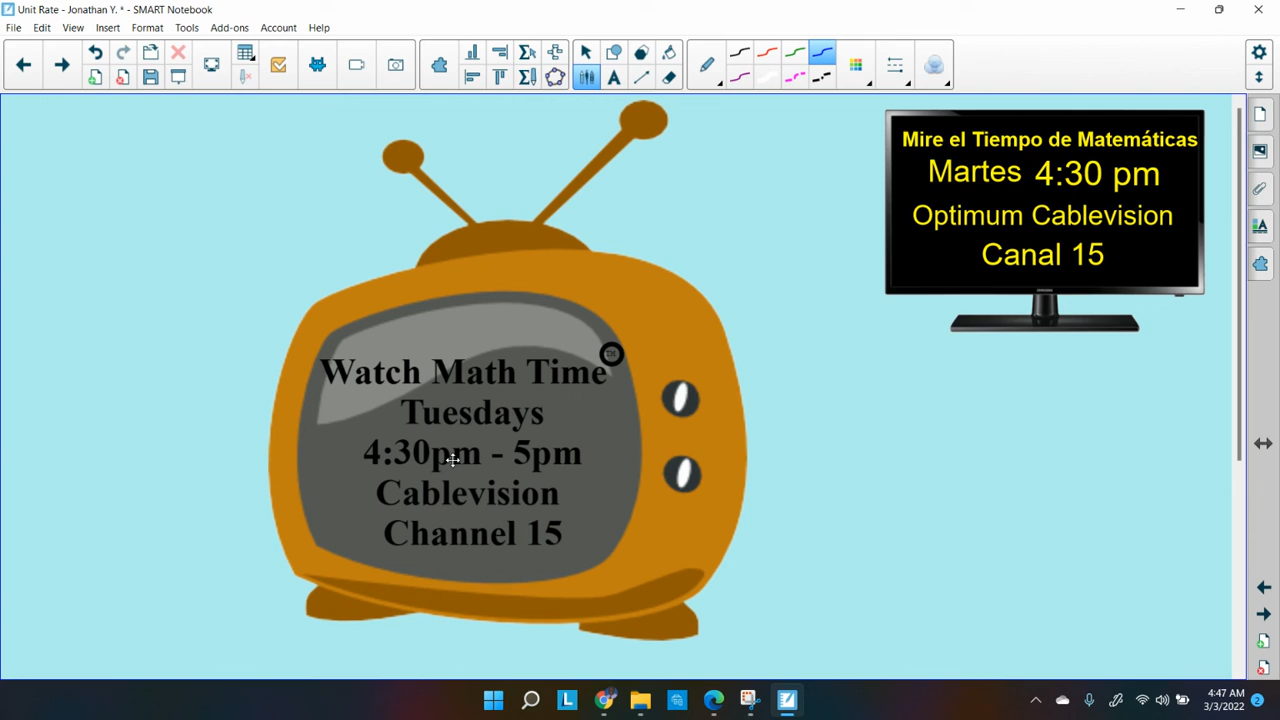 Unit Rate - Jonathan Y. * - SMART Notebook
File Edit View Insert Format Tools Add-ons Account Help
Mire el Tiempo de Matemáticas
Martes 4:30 pm
Optimum Cablevision
Canal 15
Watch Math Time TM
Tuesdays
4:30pm - 5pm
Cablevision
Channel 15
4:47 AM
3/3/2022
2